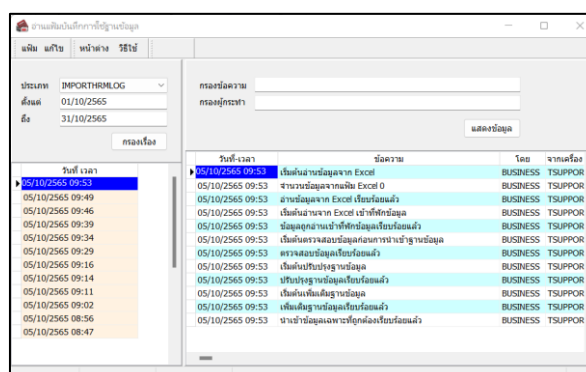 อ่านแฟ้มบันทึกการใช้ฐานข้อมูล
แฟ้ม แก้ไข หน้าต่าง วิธีใช้
ประเภท IMPORTHRMLOG
ตั้งแต่ 01/10/2565
ถึง 31/10/2565
กรองเรื่อง
กรองข้อความ
กรองผู้กระทำ
แสดงข้อมูล
วันที่ เวลา
05/10/2565 09:53
05/10/2565 09:49
05/10/2565 09:46
05/10/2565 09:39
05/10/2565 09:34
05/10/2565 09:29
05/10/2565 09:16
05/10/2565 09:14
05/10/2565 09:11
05/10/2565 09:02
05/10/2565 08:56
05/10/2565 08:47
วันที่-เวลา ข้อความ โดย จากเครื่อง
05/10/2565 09:53 เริ่มต้นอ่านข้อมูลจาก Excel BUSINESS TSUPPOR
05/10/2565 09:53 จำนวนข้อมูลจากแฟ้ม Excel 0 BUSINESS TSUPPOR
05/10/2565 09:53 อ่านข้อมูลจาก Excel เรียบร้อยแล้ว BUSINESS TSUPPOR
05/10/2565 09:53 เริ่มต้นอ่านจาก Excel เข้าที่พักข้อมูล BUSINESS TSUPPOR
05/10/2565 09:53 ข้อมูลถูกอ่านเข้าที่พักข้อมูลเรียบร้อยแล้ว BUSINESS TSUPPOR
05/10/2565 09:53 เริ่มต้นตรวจสอบข้อมูลก่อนการนำเข้าฐานข้อมูล BUSINESS TSUPPOR
05/10/2565 09:53 ตรวจสอบข้อมูลเรียบร้อยแล้ว BUSINESS TSUPPOR
05/10/2565 09:53 เริ่มต้นปรับปรุงฐานข้อมูล BUSINESS TSUPPOR
05/10/2565 09:53 ปรับปรุงฐานข้อมูลเรียบร้อยแล้ว BUSINESS TSUPPOR
05/10/2565 09:53 เริ่มต้นเพิ่มเติมฐานข้อมูล BUSINESS TSUPPOR
05/10/2565 09:53 เพิ่มเติมฐานข้อมูลเรียบร้อยแล้ว BUSINESS TSUPPOR
05/10/2565 09:53 นำเข้าข้อมูลเฉพาะที่ถูกต้องเรียบร้อยแล้ว BUSINESS TSUPPOR